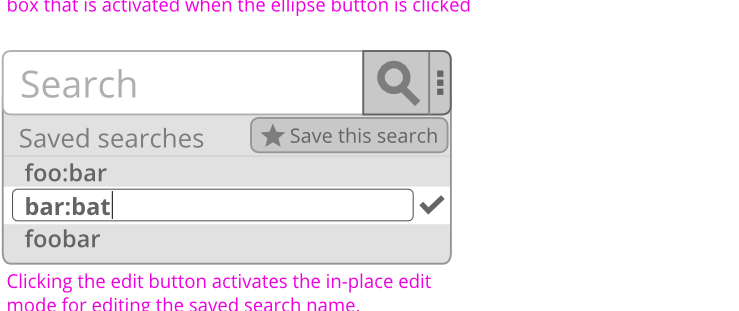 box that is activated when the ellipse button is clicked
Search
Saved searches
Save this search
foo:bar
bar:bat
foobar
Clicking the edit button activates the in-place edit
mode for editing the saved search name.